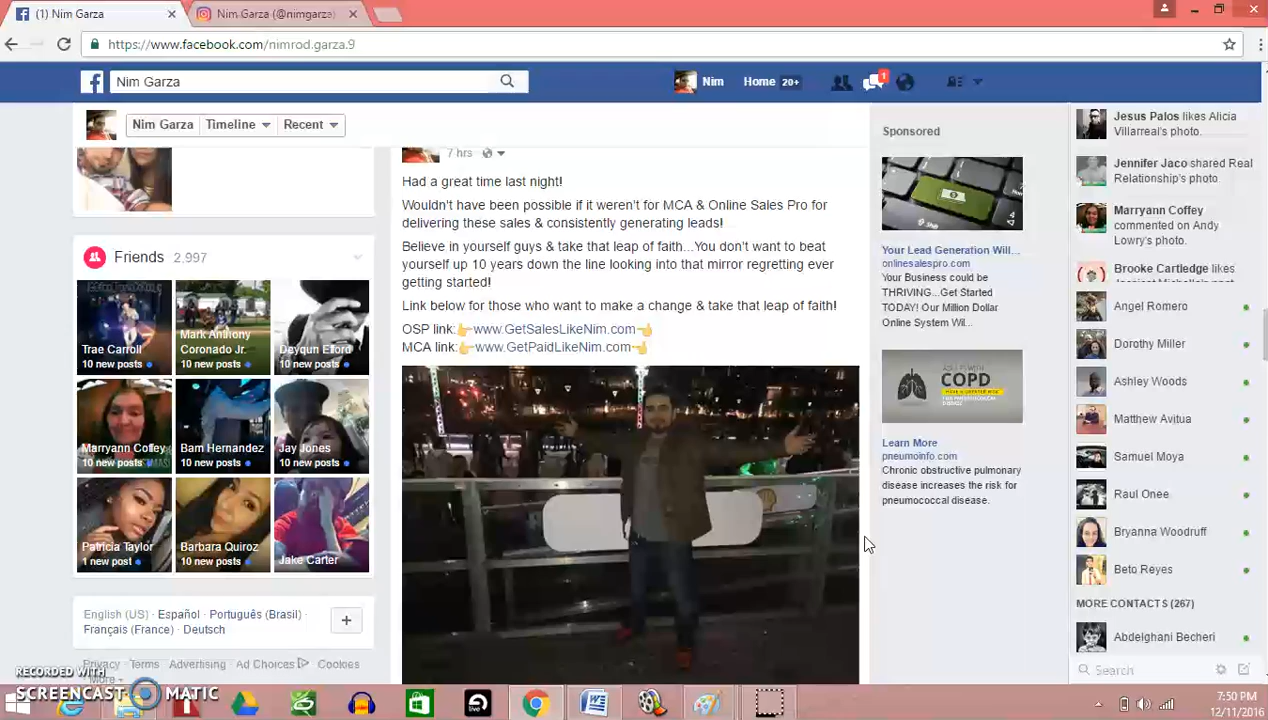 (1) Nim Garza
Nim Garza (@nimgarza)
https://www.facebook.com/nimrod.garza.9
Nim Garza
Nim
Home 20+
1
Nim Garza
Timeline
Recent
7 hrs
Had a great time last night!
Wouldn't have been possible if it weren't for MCA & Online Sales Pro for
delivering these sales & consistently generating leads!
Believe in yourself guys & take that leap of faith...You don't want to beat
yourself up 10 years down the line looking into that mirror regretting ever
getting started!
Link below for those who want to make a change & take that leap of faith!
OSP link: www.GetSalesLikeNim.com
MCA link: www.GetPaidLikeNim.com
Friends 2,997
Trae Carroll
10 new posts
Mark Anthony
Coronado Jr.
10 new posts
Deyqun Elford
10 new posts
Marryann Coffey
10 new posts
Bam Hernandez
10 new posts
Jay Jones
10 new posts
Patricia Taylor
1 new post
Barbara Quiroz
10 new posts
Jake Carter
English (US) · Español · Português (Brasil) ·
Français (France) · Deutsch
Privacy · Terms · Advertising · Ad Choices · Cookies ·
More
Sponsored
Your Lead Generation Will...
onlinesalespro.com
Your Business could be
THRIVING...Get Started
TODAY! Our Million Dollar
Online System Wil...
COPD
Learn More
pneumoinfo.com
Chronic obstructive pulmonary
disease increases the risk for
pneumococcal disease.
Jesus Palos likes Alicia
Villarreal's photo.
Jennifer Jaco shared Real
Relationship's photo.
Marryann Coffey
commented on Andy
Lowry's photo.
Brooke Cartledge likes
Angel Romero
Dorothy Miller
Ashley Woods
Matthew Avitua
Samuel Moya
Raul Onee
Bryanna Woodruff
Beto Reyes
MORE CONTACTS (267)
Abdelghani Becheri
Search
RECORDED WITH
SCREENCAST MATIC
live
7:50 PM
12/11/2016